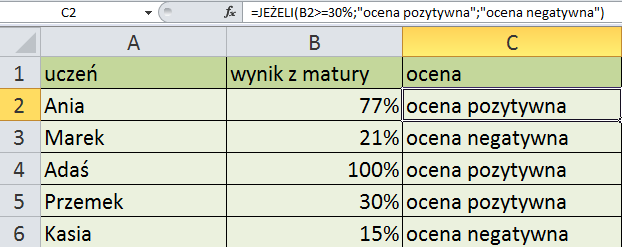 C2 fx =JEŻELI(B2>=30%;"ocena pozytywna";"ocena negatywna")
A B C
1 uczeń wynik z matury ocena
2 Ania 77% ocena pozytywna
3 Marek 21% ocena negatywna
4 Adaś 100% ocena pozytywna
5 Przemek 30% ocena pozytywna
6 Kasia 15% ocena negatywna